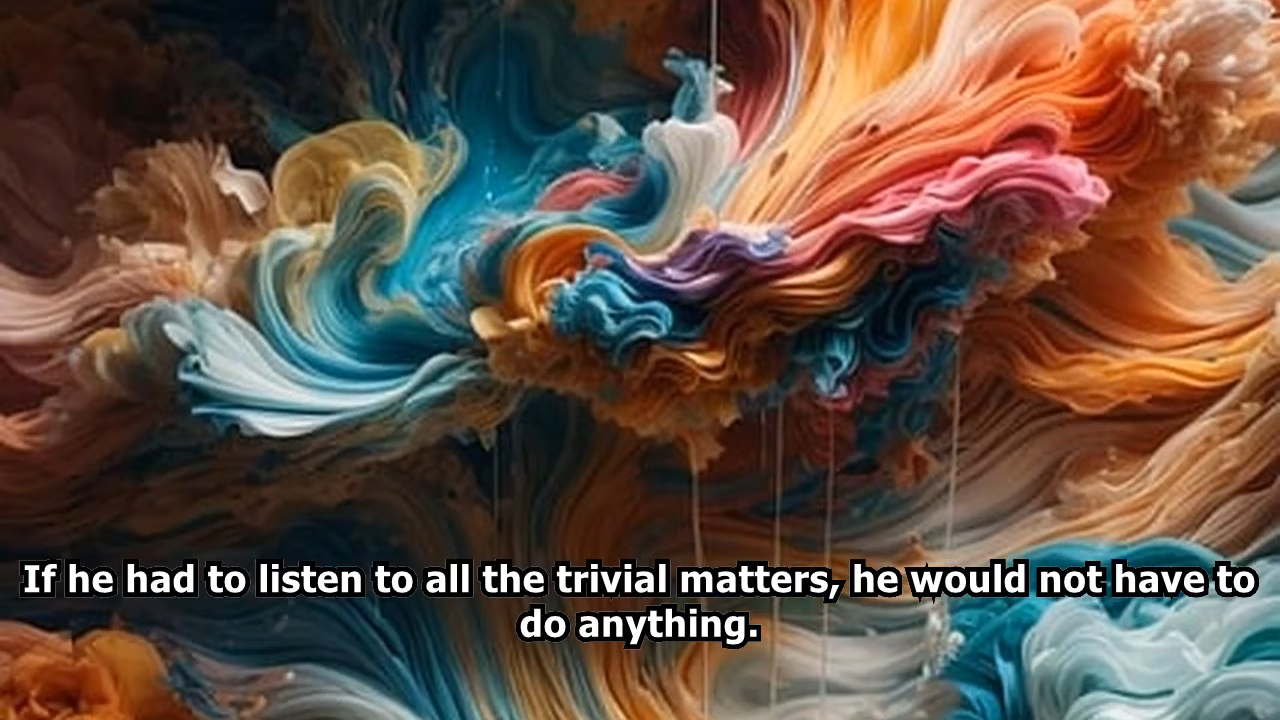 If he had to listen to all the trivial matters, he would not have to
do anything.